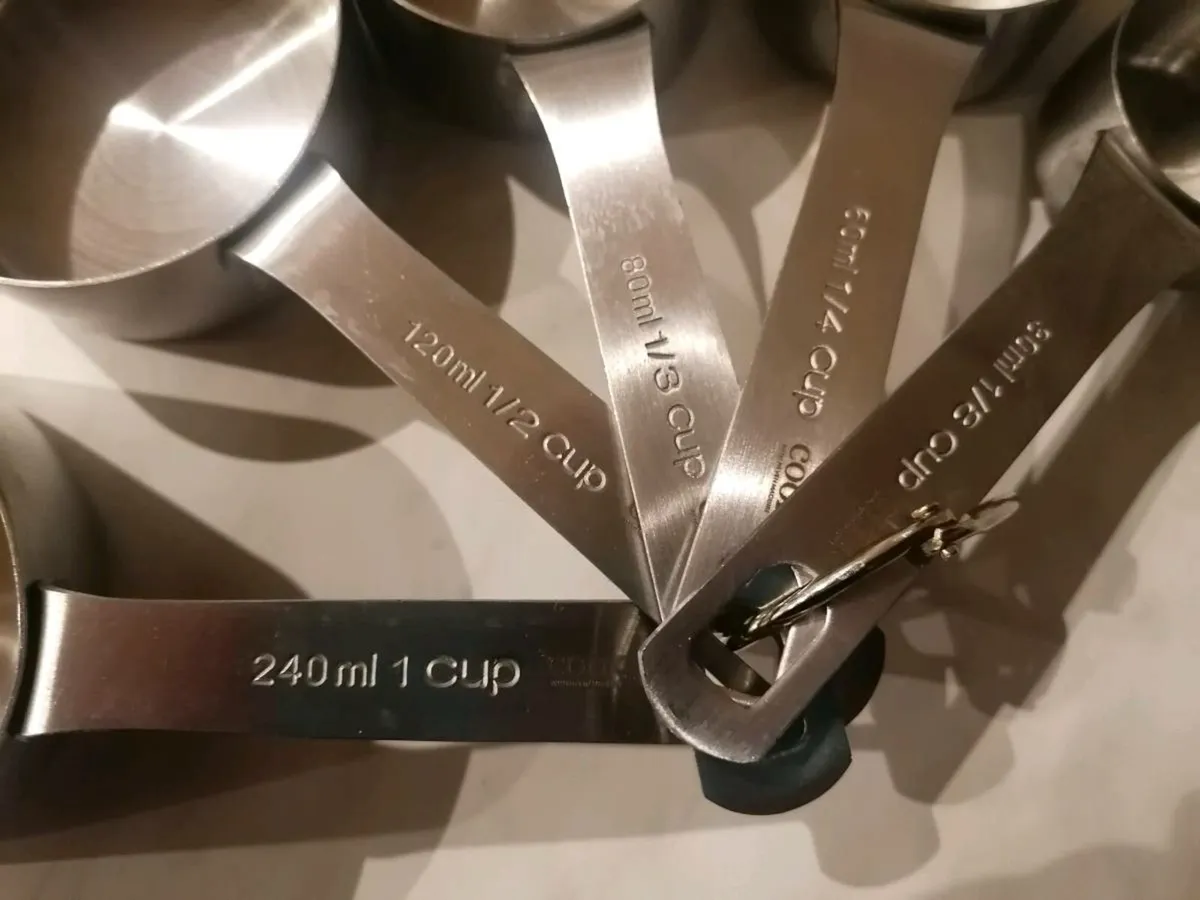 240ml 1 cup
120ml 1/2 cup
80ml 1/3 cup
60ml 1/4 cup
30ml 1/8 cup